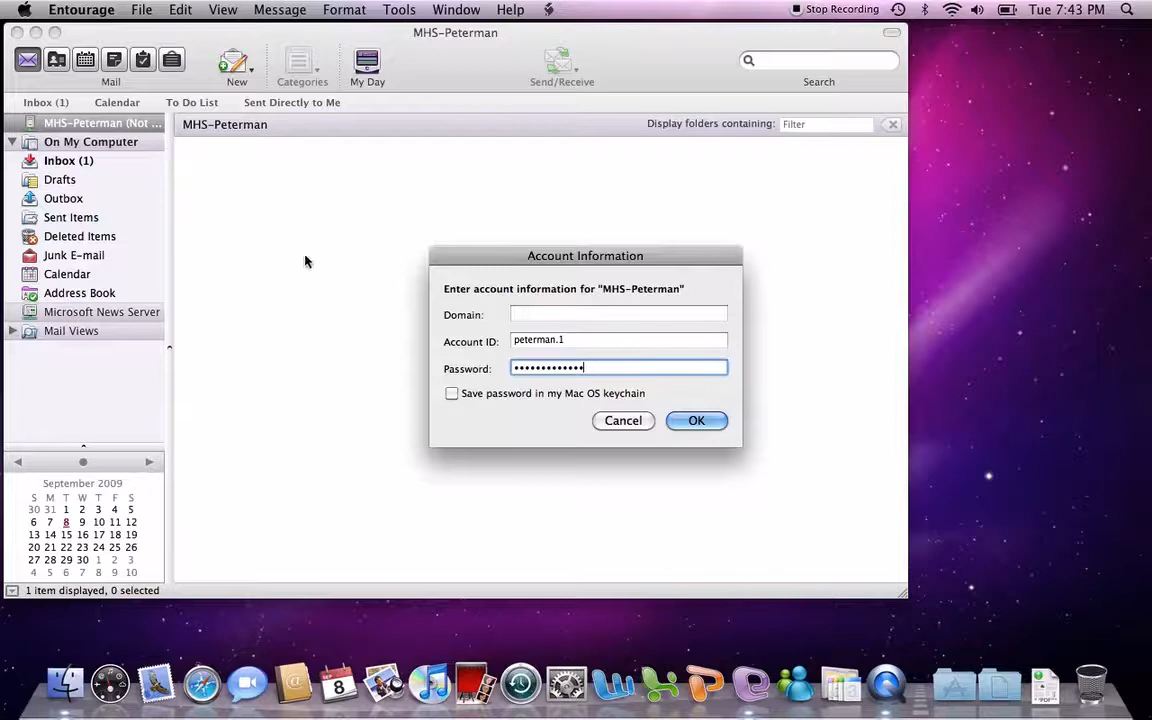 Entourage File Edit View Message Format Tools Window Help Stop Recording Tue 7:43 PM
MHS-Peterman
Mail New Categories My Day Send/Receive Search
Inbox (1) Calendar To Do List Sent Directly to Me
MHS-Peterman (Not ...
MHS-Peterman Display folders containing: Filter
On My Computer
Inbox (1)
Drafts
Outbox
Sent Items
Deleted Items
Junk E-mail
Calendar
Address Book
Microsoft News Server
Mail Views
Account Information
Enter account information for "MHS-Peterman"
Domain:
Account ID: peterman.1
Password: •••••••••••••
Save password in my Mac OS keychain
Cancel OK
September 2009
S M T W T F S
30 31 1 2 3 4 5
6 7 8 9 10 11 12
13 14 15 16 17 18 19
20 21 22 23 24 25 26
27 28 29 30 1 2 3
4 5 6 7 8 9 10
1 item displayed, 0 selected
SEP
8